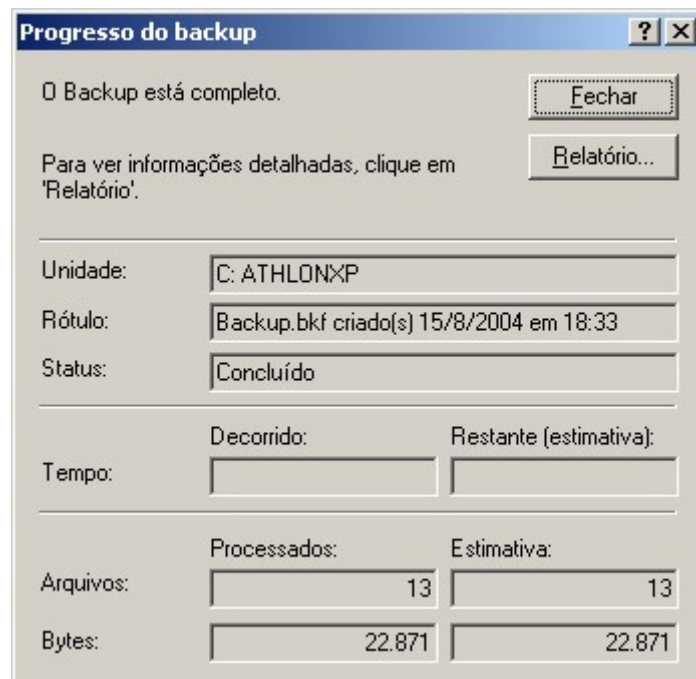 Progresso do backup
O Backup está completo.
Fechar
Para ver informações detalhadas, clique em
'Relatório'.
Relatório...
Unidade: C: ATHLONXP
Rótulo: Backup.bkf criado(s) 15/8/2004 em 18:33
Status: Concluído
Decorrido: Restante (estimativa):
Tempo:
Processados: Estimativa:
Arquivos: 13 13
Bytes: 22.871 22.871